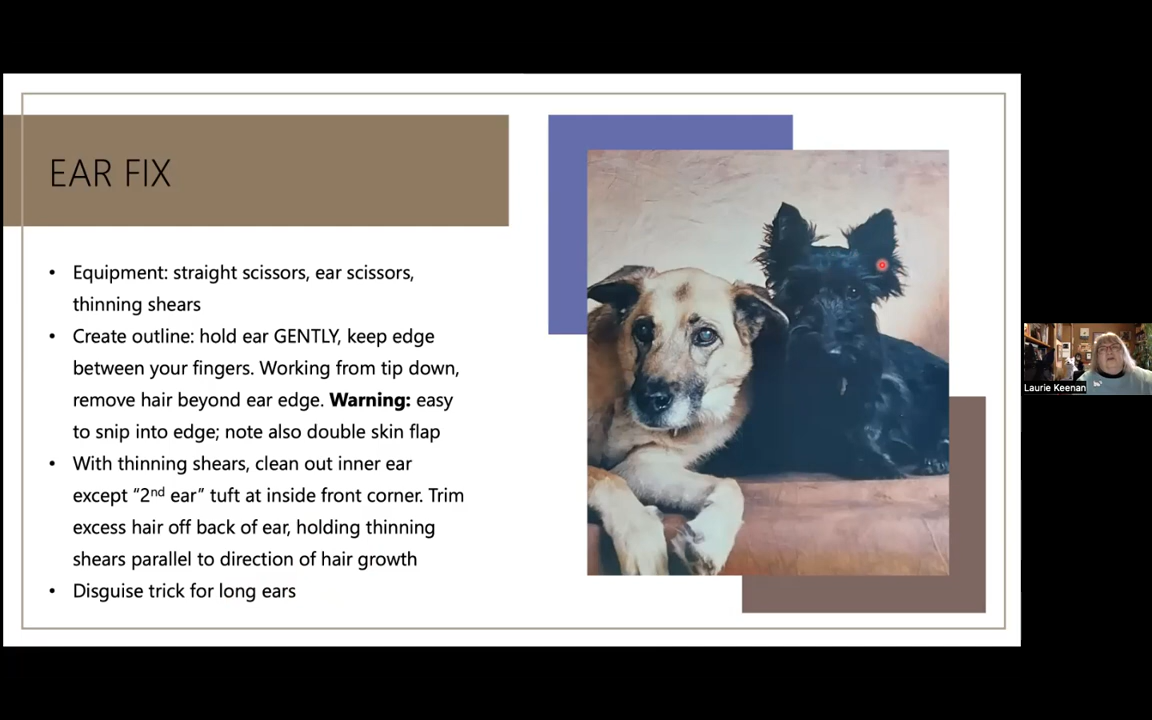 EAR FIX
• Equipment: straight scissors, ear scissors,
thinning shears
• Create outline: hold ear GENTLY, keep edge
between your fingers. Working from tip down,
remove hair beyond ear edge. Warning: easy
to snip into edge; note also double skin flap
• With thinning shears, clean out inner ear
except “2nd ear” tuft at inside front corner. Trim
excess hair off back of ear, holding thinning
shears parallel to direction of hair growth
• Disguise trick for long ears
Laurie Keenan